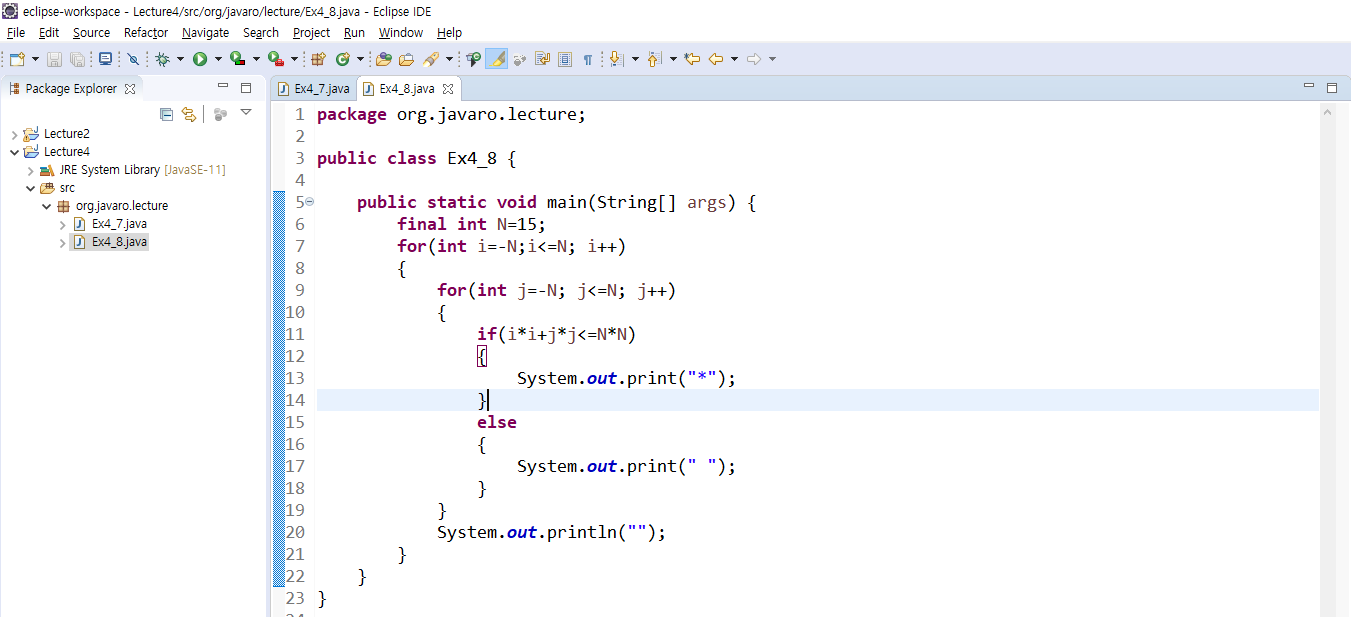 eclipse-workspace - Lecture4/src/org/javaro/lecture/Ex4_8.java - Eclipse IDE
File Edit Source Refactor Navigate Search Project Run Window Help
Package Explorer
Ex4_7.java Ex4_8.java
Lecture2
Lecture4
JRE System Library [JavaSE-11]
src
org.javaro.lecture
Ex4_7.java
Ex4_8.java
1 package org.javaro.lecture;
2
3 public class Ex4_8 {
4
5 public static void main(String[] args) {
6 final int N=15;
7 for(int i=-N;i<=N; i++)
8 {
9 for(int j=-N; j<=N; j++)
10 {
11 if(i*i+j*j<=N*N)
12 {
13 System.out.print("*");
14 }
15 else
16 {
17 System.out.print(" ");
18 }
19 }
20 System.out.println("");
21 }
22 }
23 }